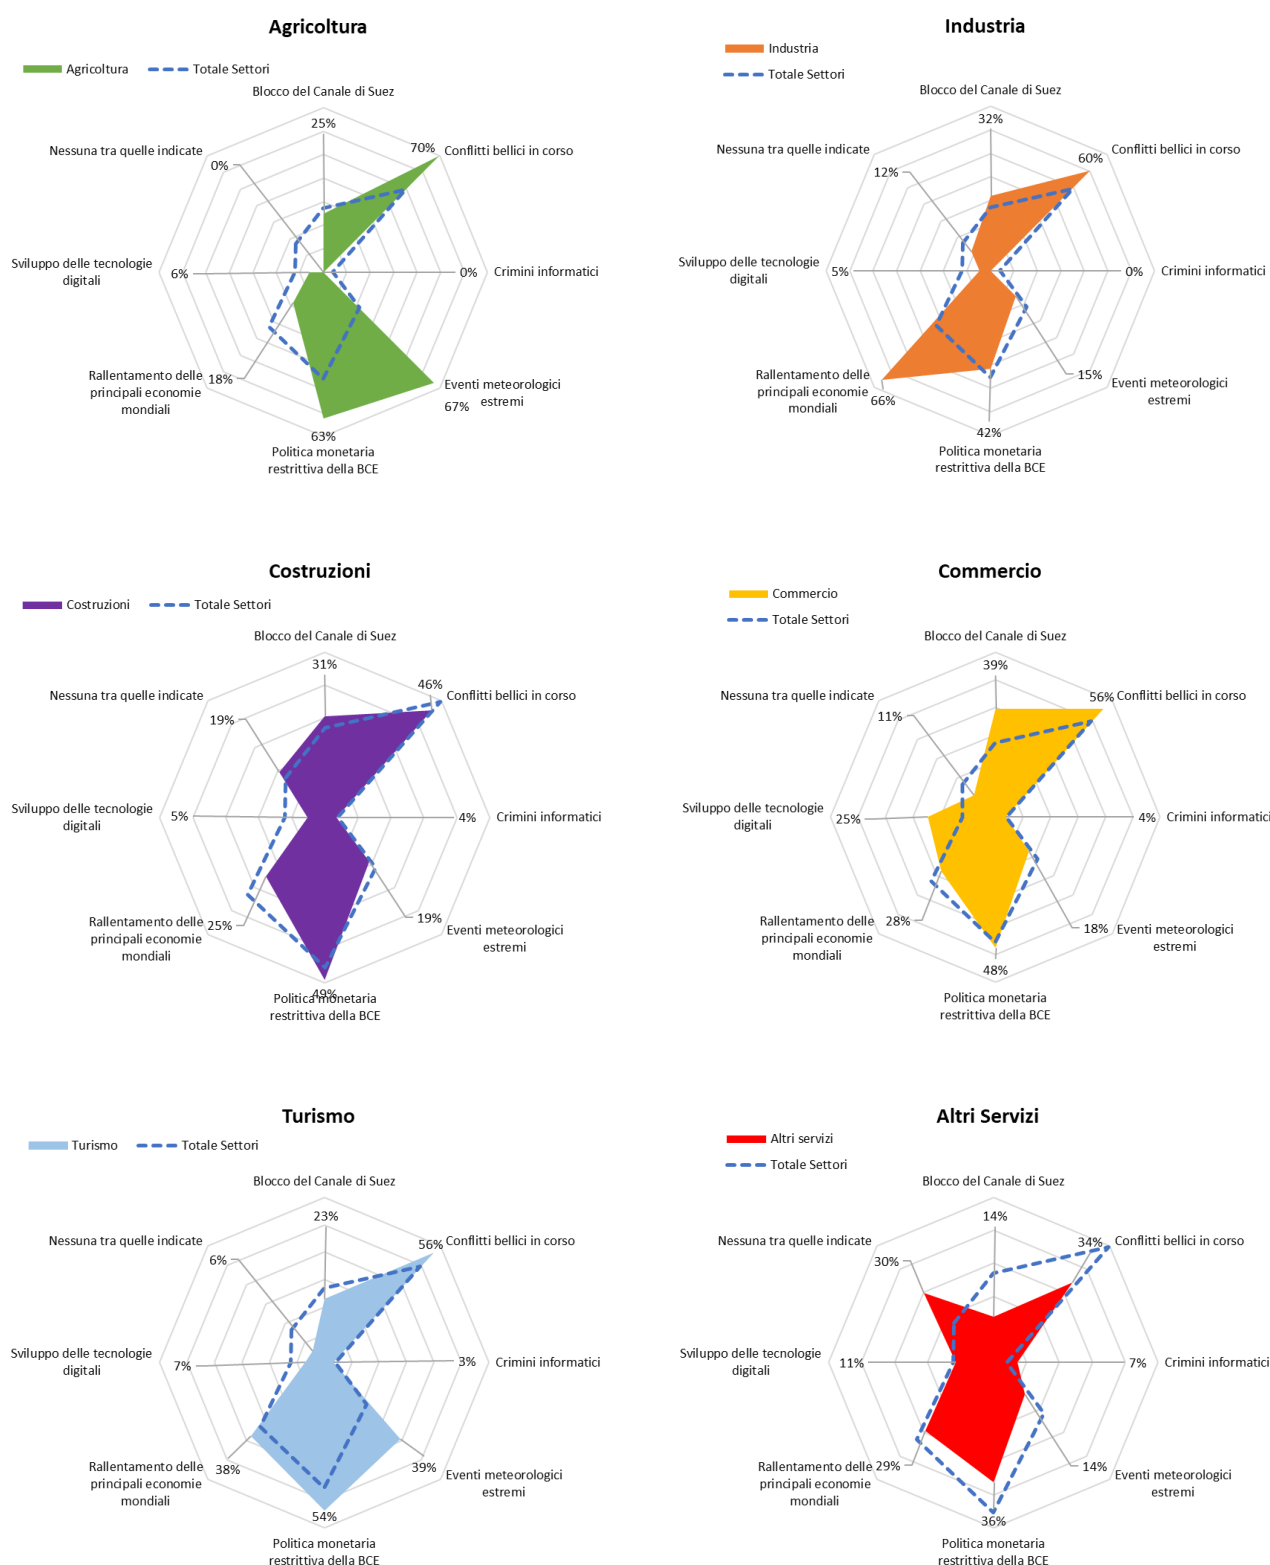 Agricoltura
Agricoltura
Totale Settori
Blocco del Canale di Suez
25%
70%
Conflitti bellici in corso
0%
Crimini informatici
Eventi meteorologici
estremi
67%
63%
Politica monetaria
restrittiva della BCE
18%
Rallentamento delle
principali economie
mondiali
6%
Sviluppo delle tecnologie
digitali
0%
Nessuna tra quelle indicate
Industria
Industria
Totale Settori
Blocco del Canale di Suez
32%
60%
Conflitti bellici in corso
0%
Crimini informatici
15%
Eventi meteorologici
estremi
42%
Politica monetaria
restrittiva della BCE
Rallentamento delle
principali economie
mondiali
66%
5%
Sviluppo delle tecnologie
digitali
12%
Nessuna tra quelle indicate
Costruzioni
Costruzioni
Totale Settori
Blocco del Canale di Suez
31%
46%
Conflitti bellici in corso
4%
Crimini informatici
19%
Eventi meteorologici
estremi
49%
Politica monetaria
restrittiva della BCE
25%
Rallentamento delle
principali economie
mondiali
5%
Sviluppo delle tecnologie
digitali
19%
Nessuna tra quelle indicate
Commercio
Commercio
Totale Settori
Blocco del Canale di Suez
39%
56%
Conflitti bellici in corso
4%
Crimini informatici
18%
Eventi meteorologici
estremi
48%
Politica monetaria
restrittiva della BCE
28%
Rallentamento delle
principali economie
mondiali
25%
Sviluppo delle tecnologie
digitali
11%
Nessuna tra quelle indicate
Turismo
Turismo
Totale Settori
Blocco del Canale di Suez
23%
56%
Conflitti bellici in corso
3%
Crimini informatici
39%
Eventi meteorologici
estremi
54%
Politica monetaria
restrittiva della BCE
38%
Rallentamento delle
principali economie
mondiali
7%
Sviluppo delle tecnologie
digitali
6%
Nessuna tra quelle indicate
Altri Servizi
Altri servizi
Totale Settori
Blocco del Canale di Suez
14%
34%
Conflitti bellici in corso
7%
Crimini informatici
14%
Eventi meteorologici
estremi
36%
Politica monetaria
restrittiva della BCE
29%
Rallentamento delle
principali economie
mondiali
11%
Sviluppo delle tecnologie
digitali
30%
Nessuna tra quelle indicate